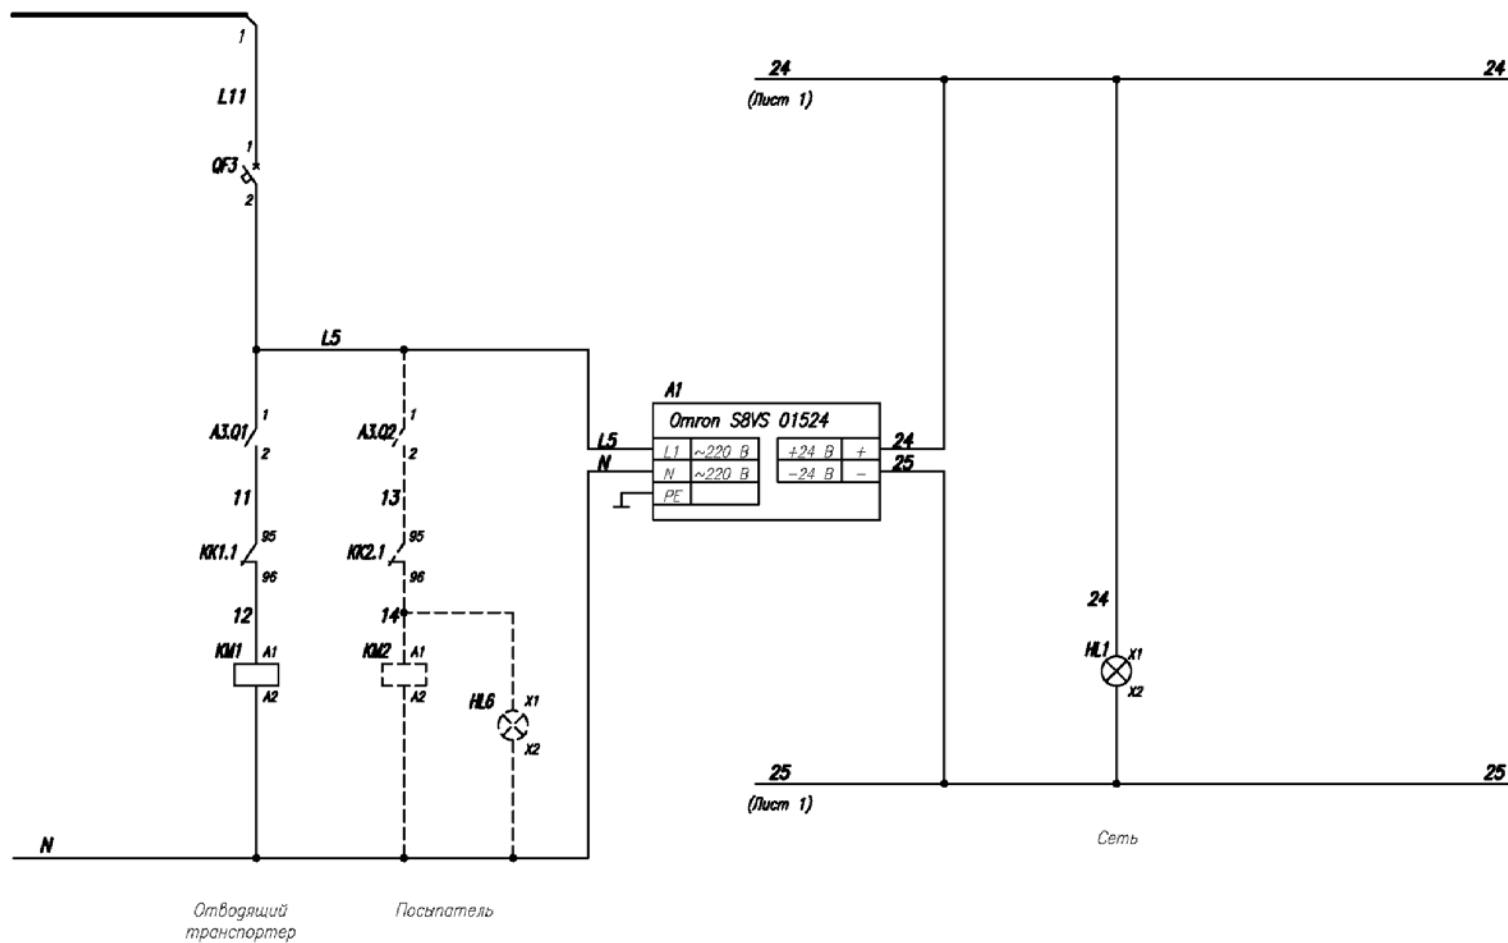 1
24
24
(Лист 1)
L11
1
QF3
2
L5
A1
Omron S8VS 01524
L5
L1 ~220 В +24 В +
24
N
N ~220 В -24 В -
25
PE
1
A3.Q1
2
1
A3.Q2
2
11
13
95
KK1.1
96
95
KK2.1
96
12
14
KM1 A1
A2
KM2 A1
A2
HL6 X1
X2
24
HL1 X1
X2
25
25
(Лист 1)
Сеть
N
Отводящий
транспортер
Посыпатель